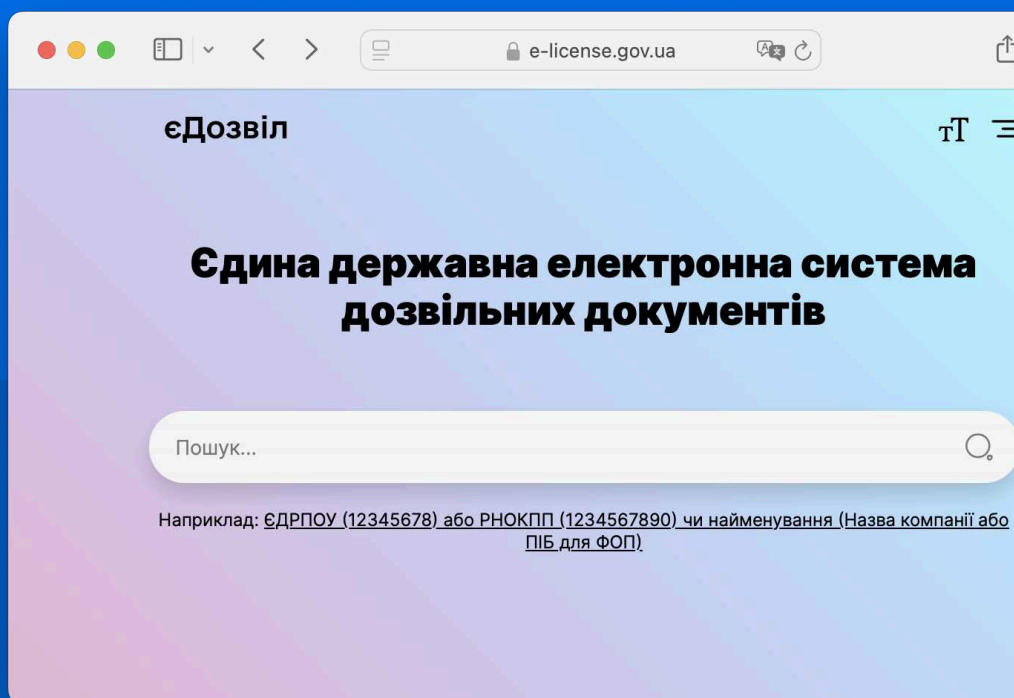 e-license.gov.ua
єДозвіл
тТ
Єдина державна електронна система
дозвільних документів
Пошук...
Наприклад: ЄДРПОУ (12345678) або РНОКПП (1234567890) чи найменування (Назва компанії або
ПІБ для ФОП)